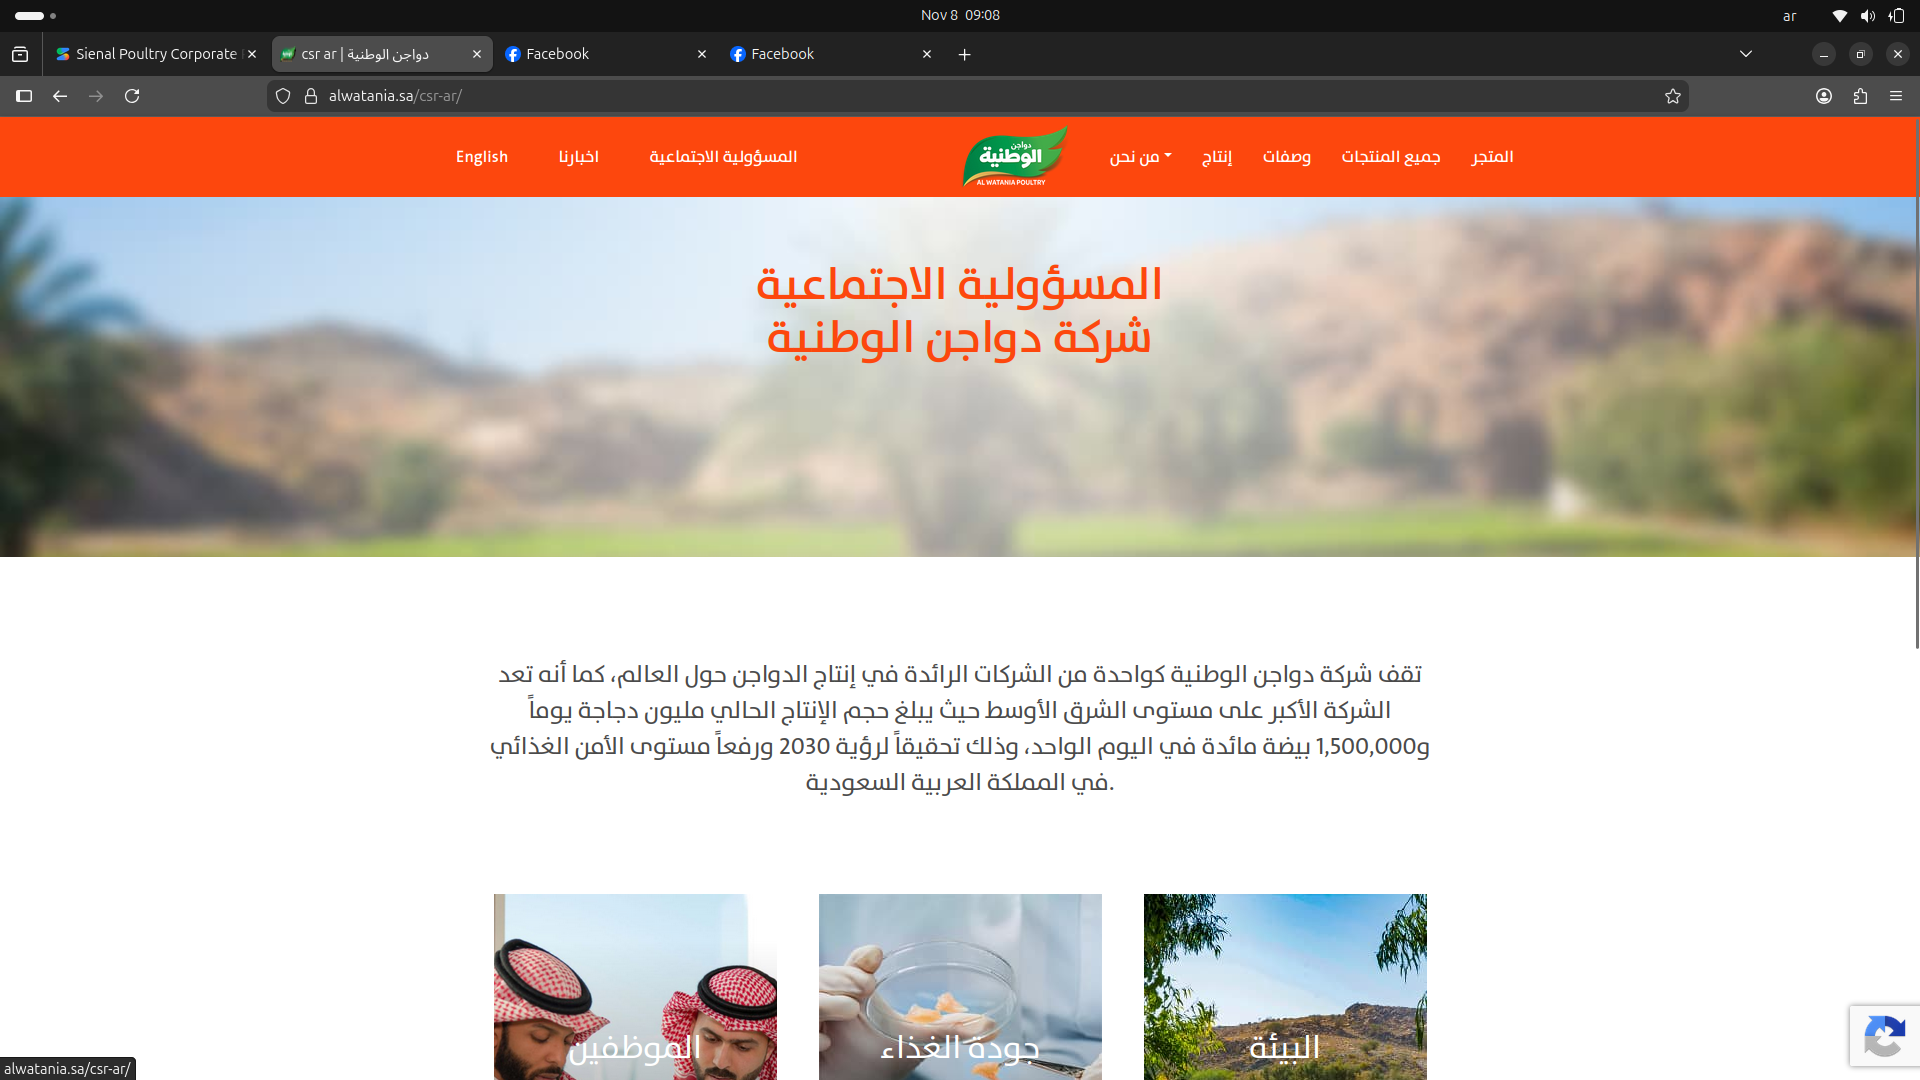 Nov 8 09:08
ar
Sienal Poultry Corporate
csr ar | دواجن الوطنية
Facebook
Facebook
alwatania.sa/csr-ar/
المتجر
جميع المنتجات
وصفات
إنتاج
من نحن
دواجن
الوطنية
AL WATANIA POULTRY
المسؤولية الاجتماعية
اخبارنا
English
المسؤولية الاجتماعية
شركة دواجن الوطنية
تقف شركة دواجن الوطنية كواحدة من الشركات الرائدة في إنتاج الدواجن حول العالم، كما أنه تعد
الشركة الأكبر على مستوى الشرق الأوسط حيث يبلغ حجم الإنتاج الحالي مليون دجاجة يوماً
و1,500,000 بيضة مائدة في اليوم الواحد، وذلك تحقيقاً لرؤية 2030 ورفعاً مستوى الأمن الغذائي
في المملكة العربية السعودية.
البيئة
جودة الغذاء
الموظفين
alwatania.sa/csr-ar/